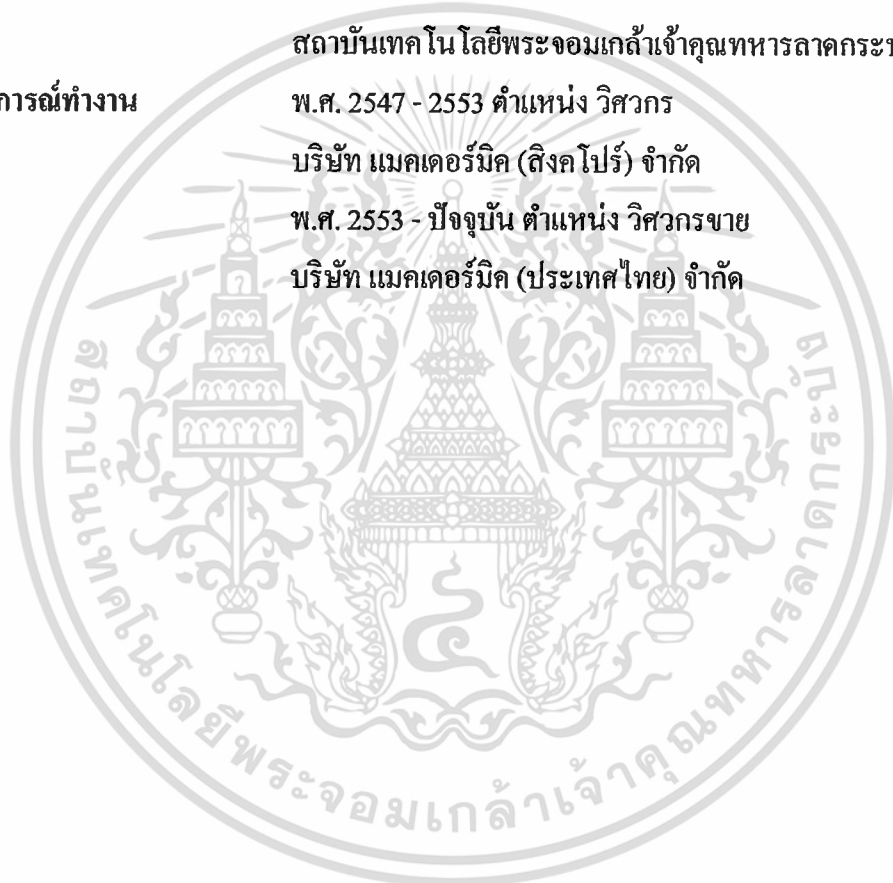 สถาบันเทคโนโลยีพระจอมเกล้าเจ้าคุณทหารลาดกระ
การณ์ทำงาน พ.ศ. 2547 - 2553 ตำแหน่ง วิศวกร
บริษัท แมคเดอร์มิค (สิงคโปร์) จำกัด
พ.ศ. 2553 - ปัจจุบัน ตำแหน่ง วิศวกรขาย
บริษัท แมคเดอร์มิค (ประเทศไทย) จำกัด
สถาบันเทคโนโลยีพระจอมเกล้าเจ้าคุณทหารลาดกระบัง